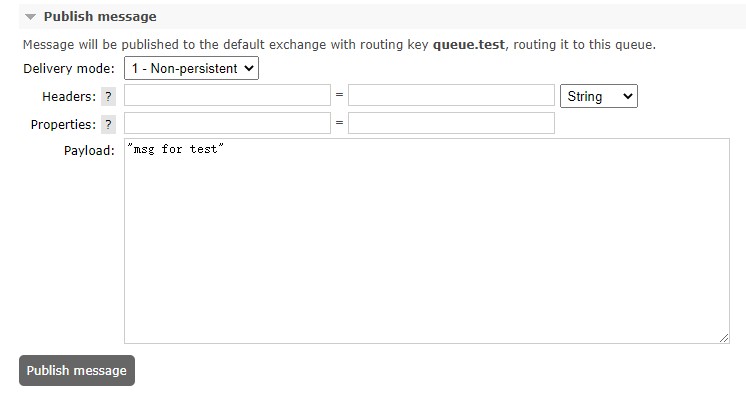 Publish message
Message will be published to the default exchange with routing key queue.test, routing it to this queue.
Delivery mode: 1 - Non-persistent
Headers: ? = String
Properties: ? =
Payload: "msg for test"
Publish message